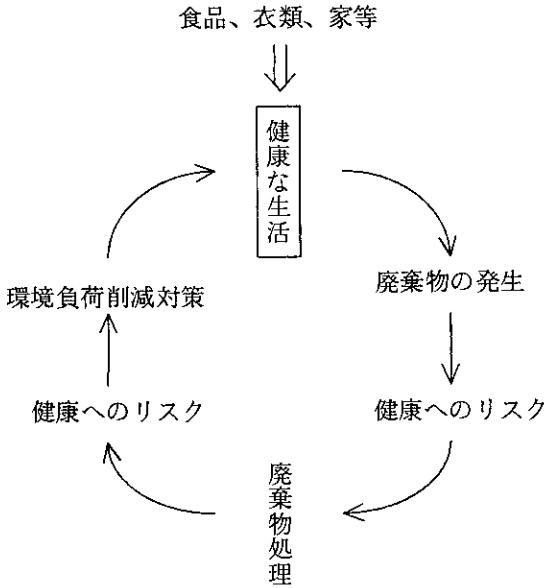 食品、衣類、家等
健康な生活
廃棄物の発生
健康へのリスク
廃棄物処理
健康へのリスク
環境負荷削減対策